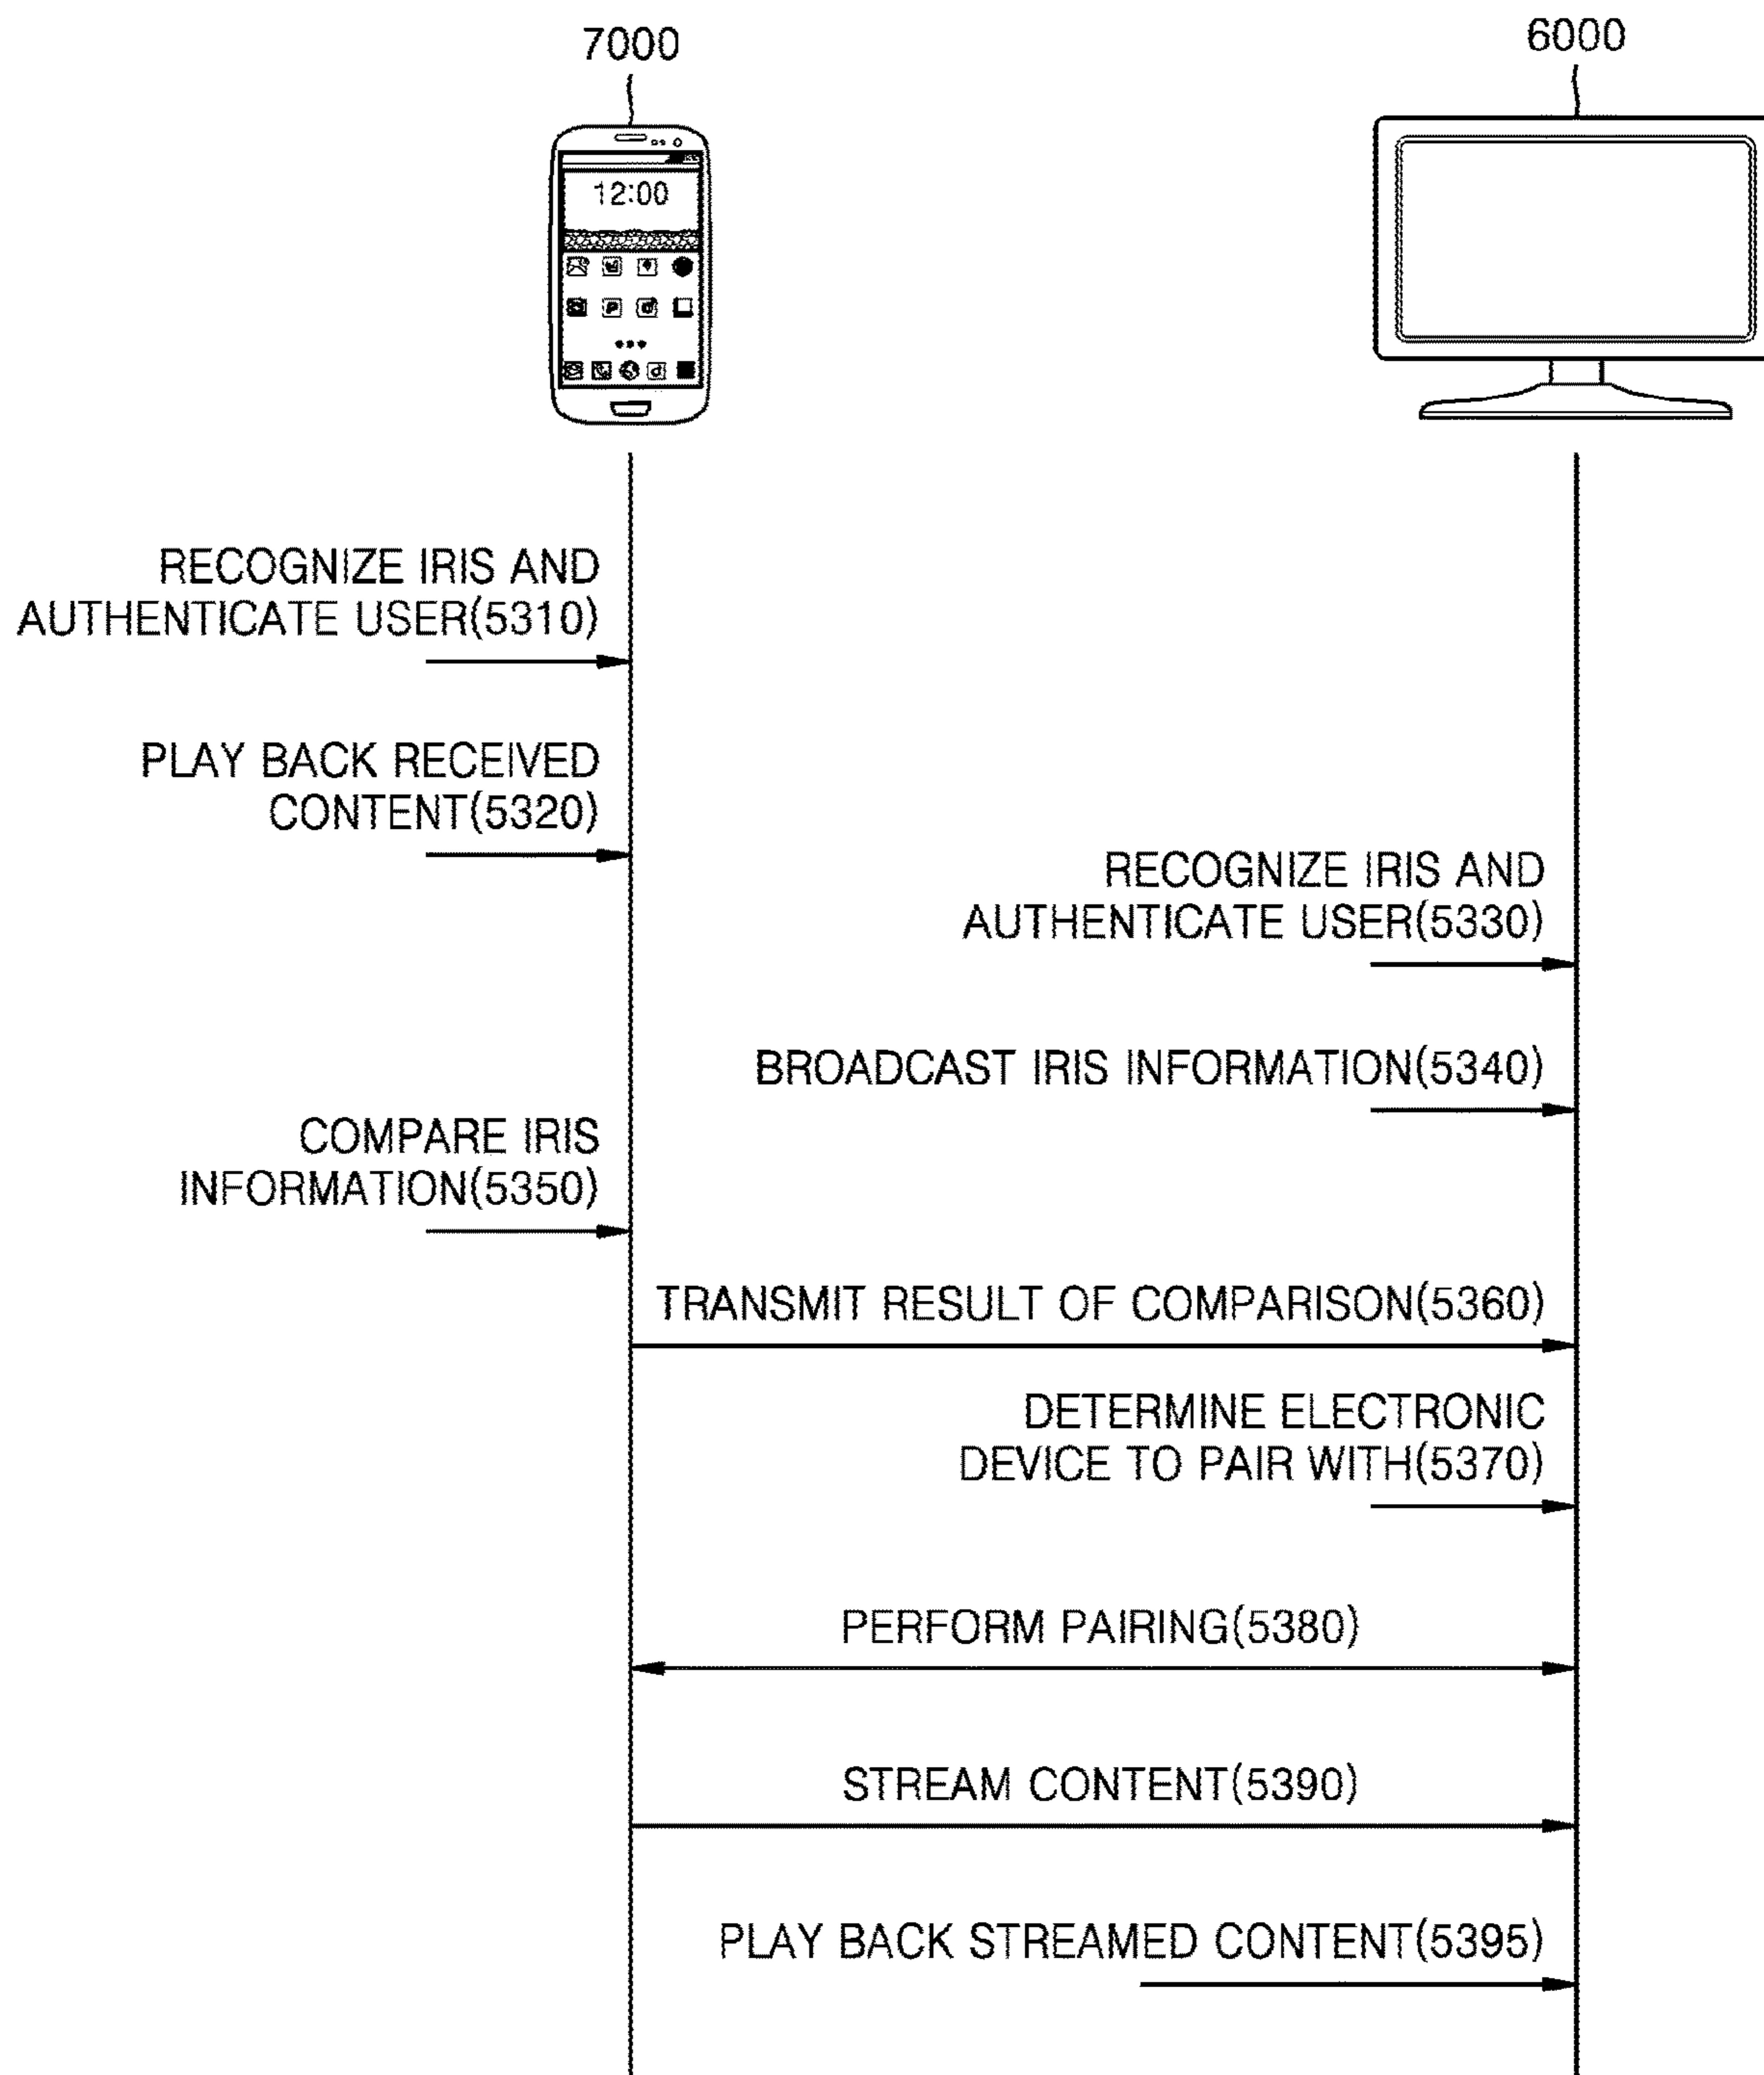 7000
6000
12:00
RECOGNIZE IRIS AND
AUTHENTICATE USER(5310)
PLAY BACK RECEIVED
CONTENT(5320)
RECOGNIZE IRIS AND
AUTHENTICATE USER(5330)
BROADCAST IRIS INFORMATION(5340)
COMPARE IRIS
INFORMATION(5350)
TRANSMIT RESULT OF COMPARISON(5360)
DETERMINE ELECTRONIC
DEVICE TO PAIR WITH(5370)
PERFORM PAIRING(5380)
STREAM CONTENT(5390)
PLAY BACK STREAMED CONTENT(5395)